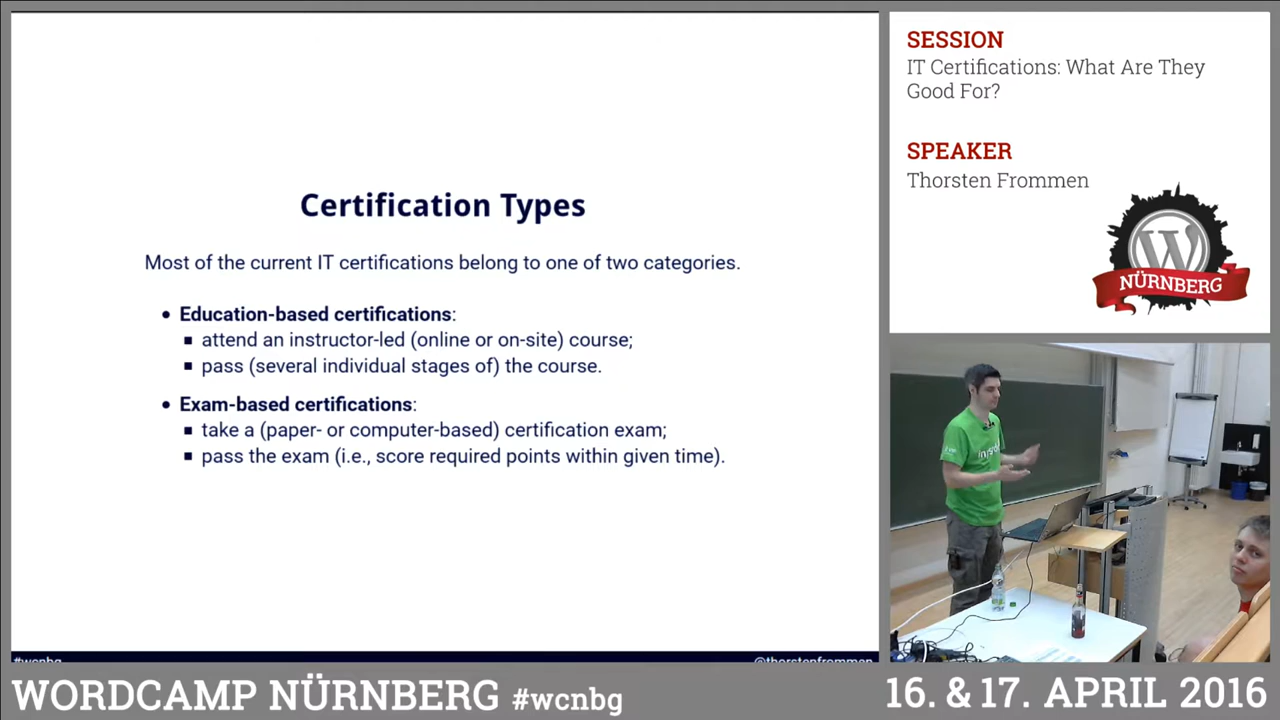 Certification Types
Most of the current IT certifications belong to one of two categories.
• Education-based certifications:
▪ attend an instructor-led (online or on-site) course;
▪ pass (several individual stages of) the course.
• Exam-based certifications:
▪ take a (paper- or computer-based) certification exam;
▪ pass the exam (i.e., score required points within given time).
#wcnbg
@thorstenfrommen
SESSION
IT Certifications: What Are They
Good For?
SPEAKER
Thorsten Frommen
W
NÜRNBERG
WORDCAMP NÜRNBERG #wcnbg
16. & 17. APRIL 2016